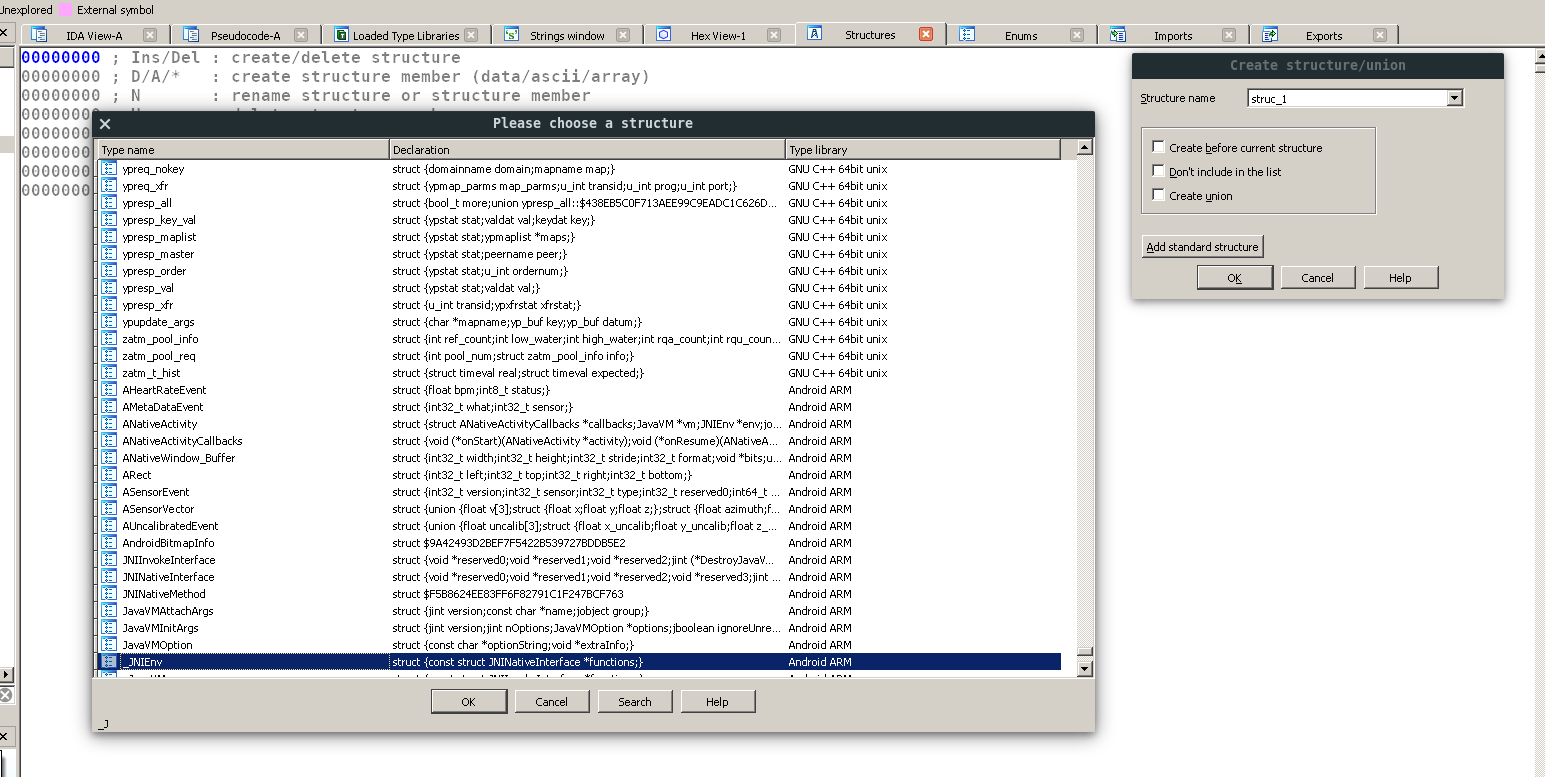 Unexplored External symbol
IDA View-A Pseudocode-A Loaded Type Libraries Strings window Hex View-1 Structures Enums Imports Exports
00000000 ; Ins/Del : create/delete structure
00000000 ; D/A/* : create structure member (data/ascii/array)
00000000 ; N : rename structure or structure member
00000000
00000000
00000000
00000000
00000000
Please choose a structure
Type name Declaration Type library
ypreq_nokey struct {domainname domain;mapname map;} GNU C++ 64bit unix
ypreq_xfr struct {ypmap_parms map_parms;u_int transid;u_int prog;u_int port;} GNU C++ 64bit unix
ypresp_all struct {bool_t more;union ypresp_all::$438EB5C0F713AEE99C9EADC1C626D... GNU C++ 64bit unix
ypresp_key_val struct {ypstat stat;valdat val;keydat key;} GNU C++ 64bit unix
ypresp_maplist struct {ypstat stat;ypmaplist *maps;} GNU C++ 64bit unix
ypresp_master struct {ypstat stat;peername peer;} GNU C++ 64bit unix
ypresp_order struct {ypstat stat;u_int ordernum;} GNU C++ 64bit unix
ypresp_val struct {ypstat stat;valdat val;} GNU C++ 64bit unix
ypresp_xfr struct {u_int transid;ypxfrstat xfrstat;} GNU C++ 64bit unix
ypupdate_args struct {char *mapname;yp_buf key;yp_buf datum;} GNU C++ 64bit unix
zatm_pool_info struct {int ref_count;int low_water;int high_water;int rqa_count;int rqu_coun... GNU C++ 64bit unix
zatm_pool_req struct {int pool_num;struct zatm_pool_info info;} GNU C++ 64bit unix
zatm_t_hist struct {struct timeval real;struct timeval expected;} GNU C++ 64bit unix
AHeartRateEvent struct {float bpm;int8_t status;} Android ARM
AMetaDataEvent struct {int32_t what;int32_t sensor;} Android ARM
ANativeActivity struct {struct ANativeActivityCallbacks *callbacks;JavaVM *vm;JNIEnv *env;jo... Android ARM
ANativeActivityCallbacks struct {void (*onStart)(ANativeActivity *activity);void (*onResume)(ANativeA... Android ARM
ANativeWindow_Buffer struct {int32_t width;int32_t height;int32_t stride;int32_t format;void *bits;u... Android ARM
ARect struct {int32_t left;int32_t top;int32_t right;int32_t bottom;} Android ARM
ASensorEvent struct {int32_t version;int32_t sensor;int32_t type;int32_t reserved0;int64_t ... Android ARM
ASensorVector struct {union {float v[3];struct {float x;float y;float z;};struct {float azimuth;f... Android ARM
AUncalibratedEvent struct {union {float uncalib[3];struct {float x_uncalib;float y_uncalib;float z_... Android ARM
AndroidBitmapInfo struct $9A42493D2BEF7F5422B539727BDDB5E2 Android ARM
JNIInvokeInterface struct {void *reserved0;void *reserved1;void *reserved2;jint (*DestroyJavaV... Android ARM
JNINativeInterface struct {void *reserved0;void *reserved1;void *reserved2;void *reserved3;jint ... Android ARM
JNINativeMethod struct $F5B8624EE83FF6F82791C1F247BCF763 Android ARM
JavaVMAttachArgs struct {jint version;const char *name;jobject group;} Android ARM
JavaVMInitArgs struct {jint version;jint nOptions;JavaVMOption *options;jboolean ignoreUnre... Android ARM
JavaVMOption struct {const char *optionString;void *extraInfo;} Android ARM
_JNIEnv struct {const struct JNINativeInterface *functions;} Android ARM
OK Cancel Search Help
_J
Create structure/union
Structure name struc_1
Create before current structure
Don't include in the list
Create union
Add standard structure
OK Cancel Help